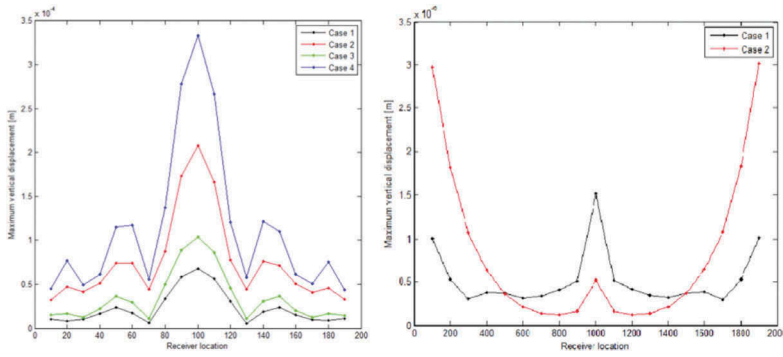 x 10⁻⁴
3.5
3
2.5
2
1.5
1
0.5
0
0 20 40 60 80 100 120 140 160 180 200
Maximum vertical displacement [m]
Receiver location
Case 1
Case 2
Case 3
Case 4
x 10⁻⁶
3.5
3
2.5
2
1.5
1
0.5
0
0 200 400 600 800 1000 1200 1400 1600 1800 2000
Maximum vertical displacement [m]
Receiver location
Case 1
Case 2